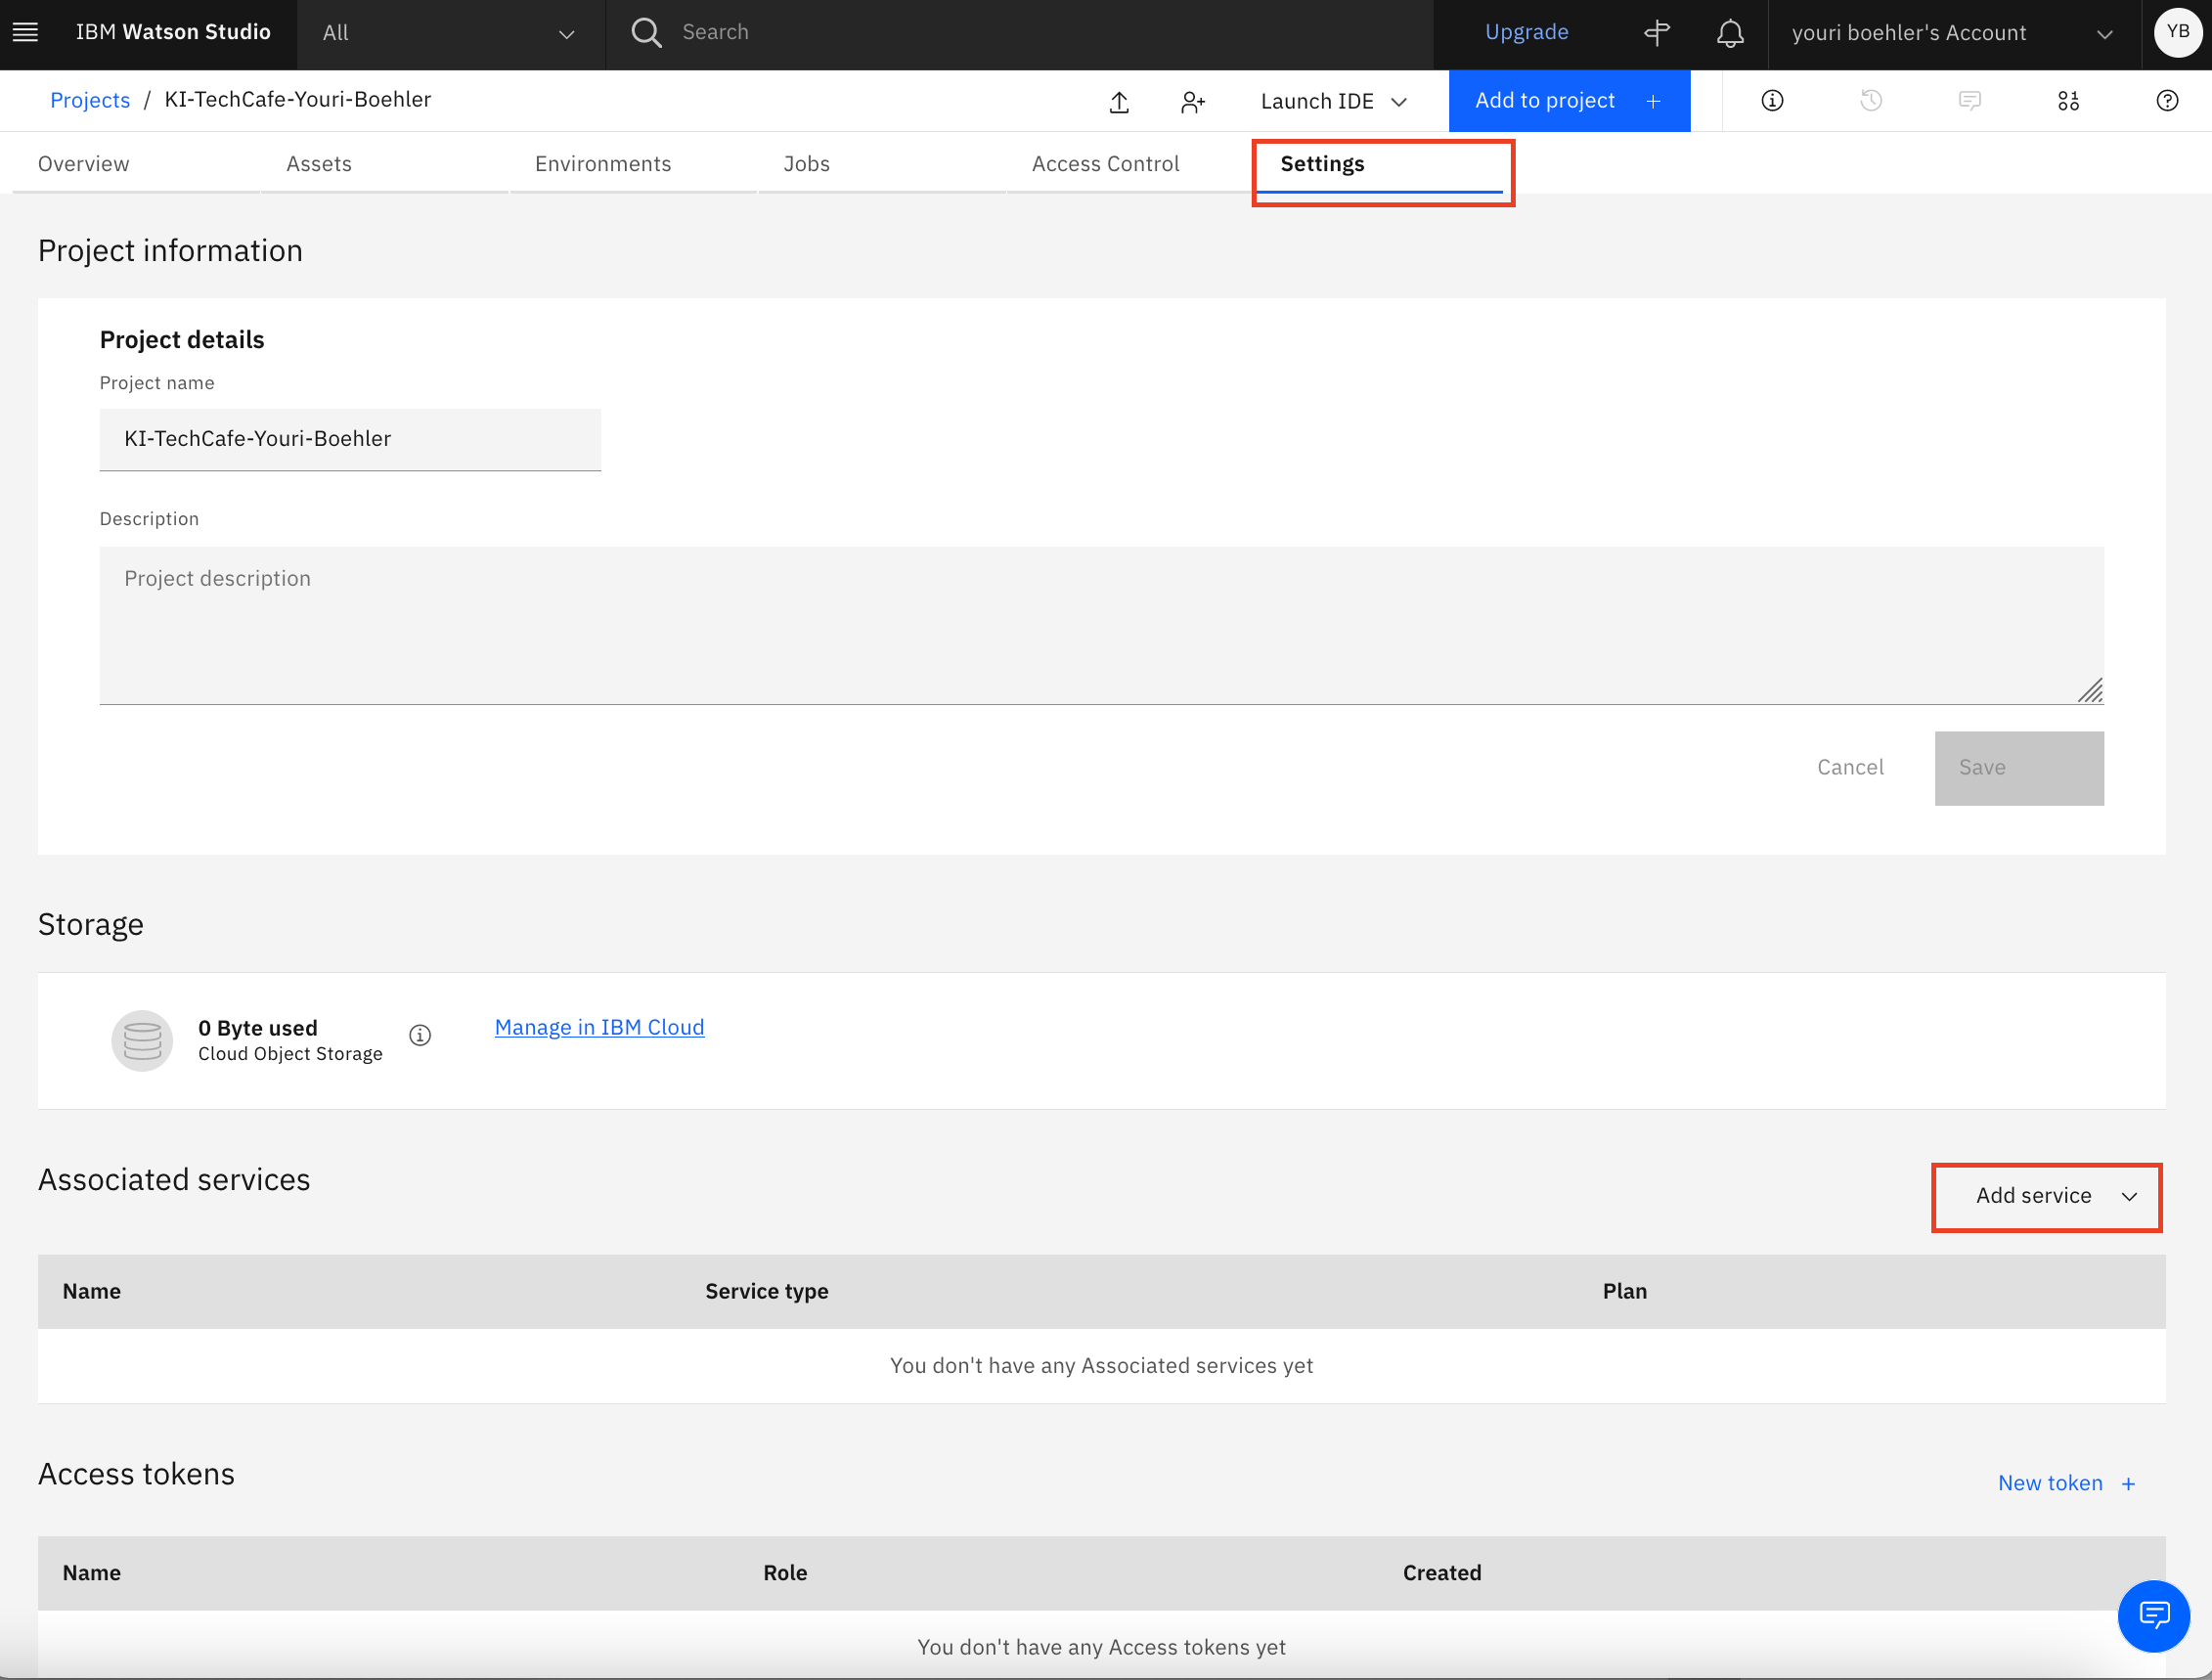 IBM Watson Studio
All
Search
Upgrade
youri boehler's Account
YB
Projects / KI-TechCafe-Youri-Boehler
Launch IDE
Add to project +
Overview
Assets
Environments
Jobs
Access Control
Settings
Project information
Project details
Project name
KI-TechCafe-Youri-Boehler
Description
Project description
Cancel
Save
Storage
0 Byte used
Cloud Object Storage
Manage in IBM Cloud
Associated services
Add service
Name
Service type
Plan
You don't have any Associated services yet
Access tokens
New token +
Name
Role
Created
You don't have any Access tokens yet